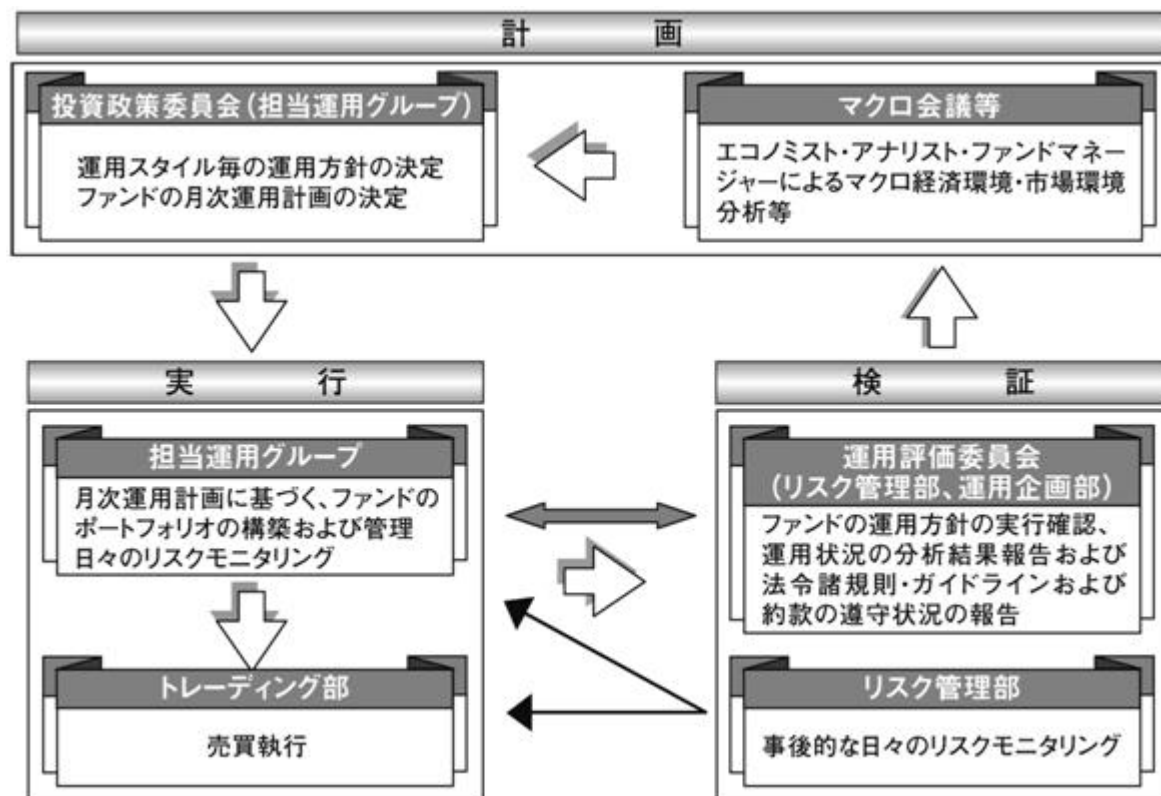 計画
投資政策委員会（担当運用グループ）
運用スタイル毎の運用方針の決定
ファンドの月次運用計画の決定
マクロ会議等
エコノミスト・アナリスト・ファンドマネー
ジャーによるマクロ経済環境・市場環境
分析等
実行
担当運用グループ
月次運用計画に基づく、ファンドの
ポートフォリオの構築および管理
日々のリスクモニタリング
トレーディング部
売買執行
検証
運用評価委員会
（リスク管理部、運用企画部）
ファンドの運用方針の実行確認、
運用状況の分析結果報告および
法令諸規則・ガイドラインおよび
約款の遵守状況の報告
リスク管理部
事後的な日々のリスクモニタリング